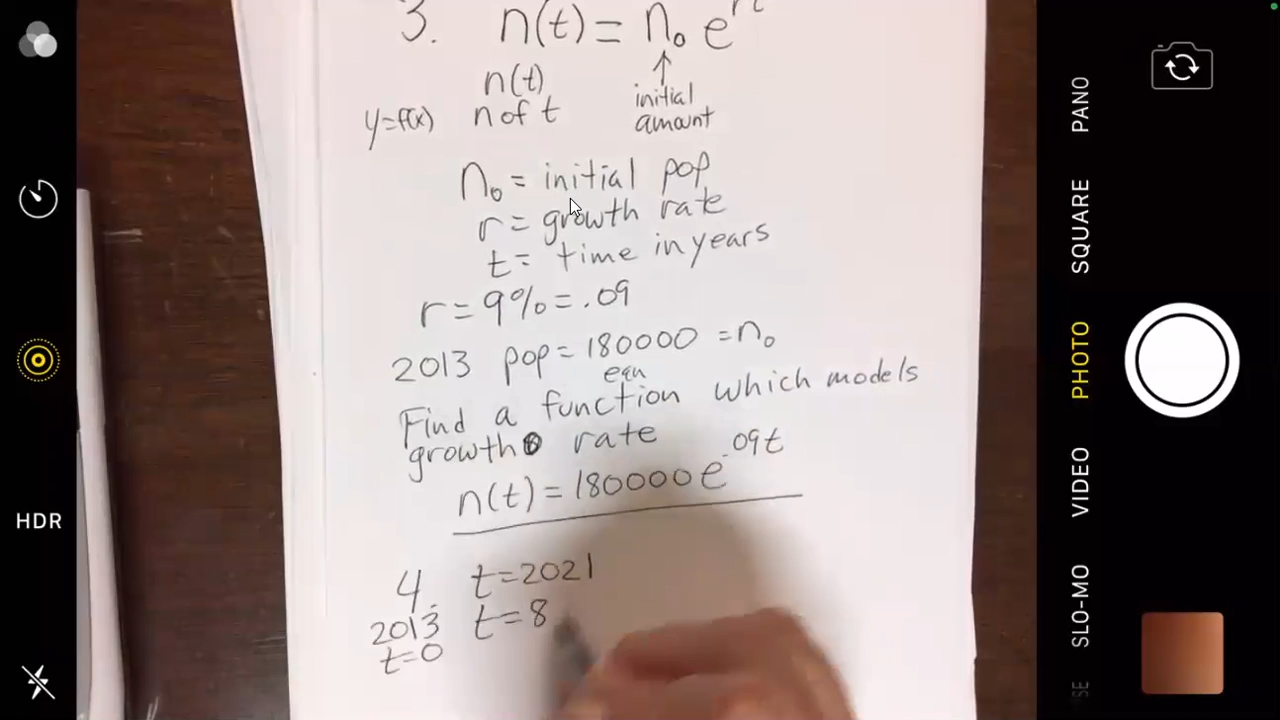 3. n(t) = n₀ e^rt
n(t)
y=f(x) n of t
initial
amount
n₀ = initial pop
r = growth rate
t = time in years
r = 9% = .09
2013 pop = 180000 = n₀
eqn
Find a function which models
growth rate
n(t) = 180000 e^.09t
4. t = 2021
2013 t = 8
t = 0
HDR
PANO
SQUARE
PHOTO
VIDEO
SLO-MO
SE